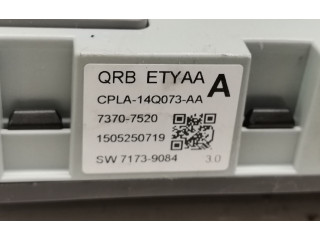 QRB ETYAA A
CPLA-14Q073-AA
7370-7520
1505250719
SW 7173-9084 3.0